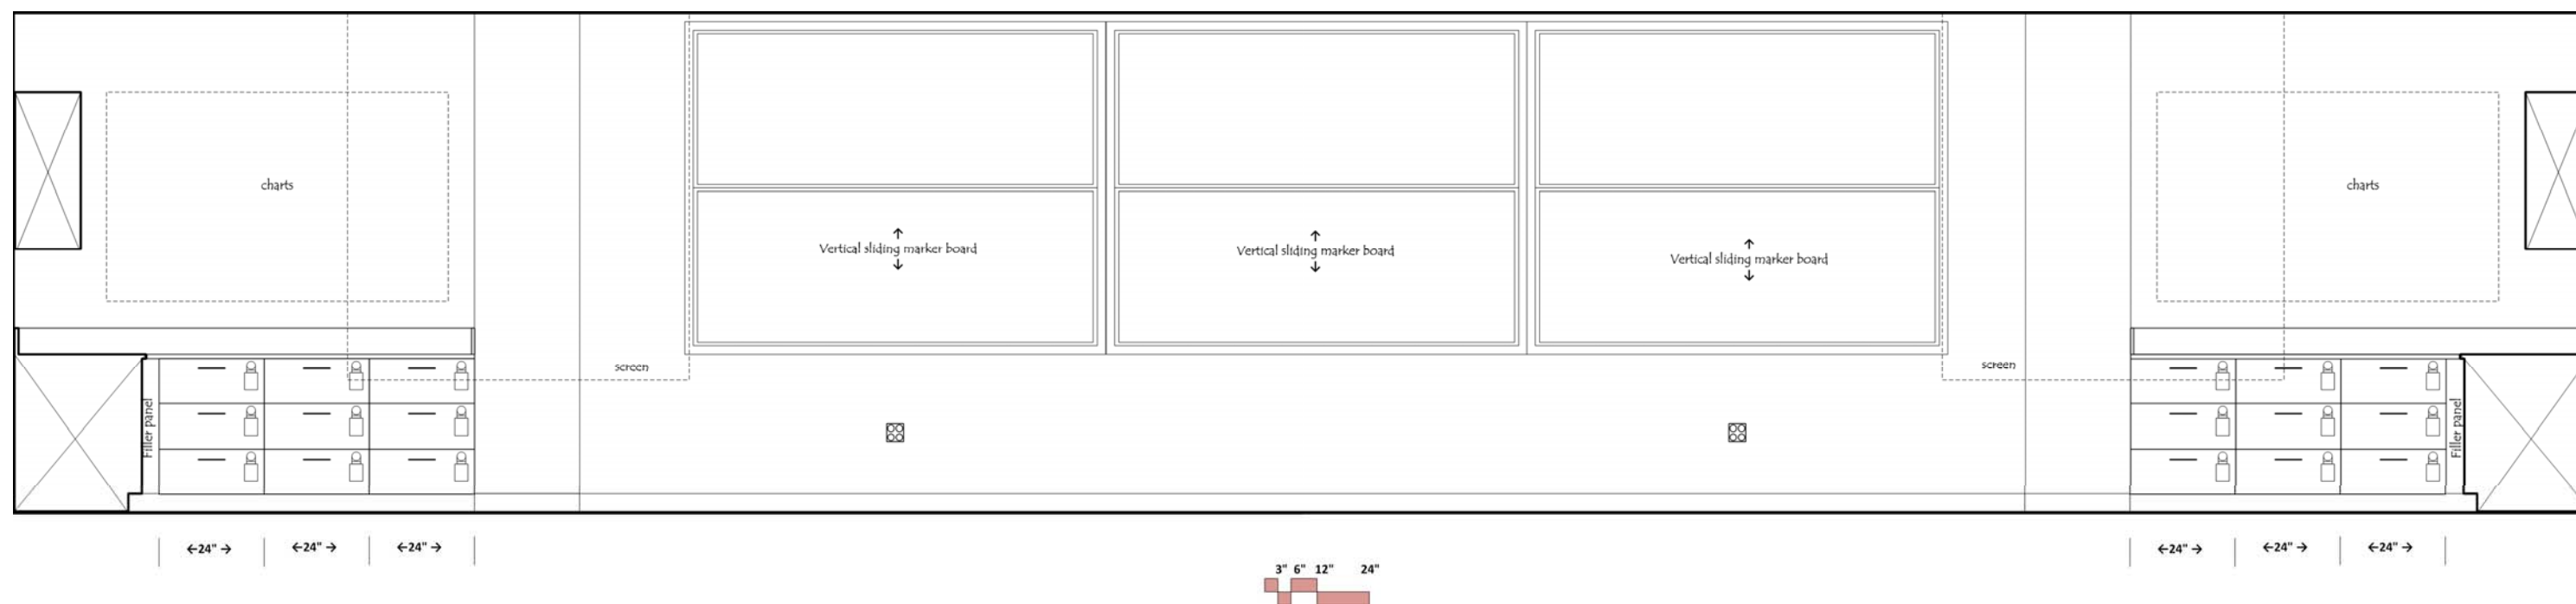 charts
charts
Vertical sliding marker board
Vertical sliding marker board
Vertical sliding marker board
screen
screen
Filler panel
Filler panel
←24" →
←24" →
←24" →
←24" →
←24" →
←24" →
3" 6" 12" 24"